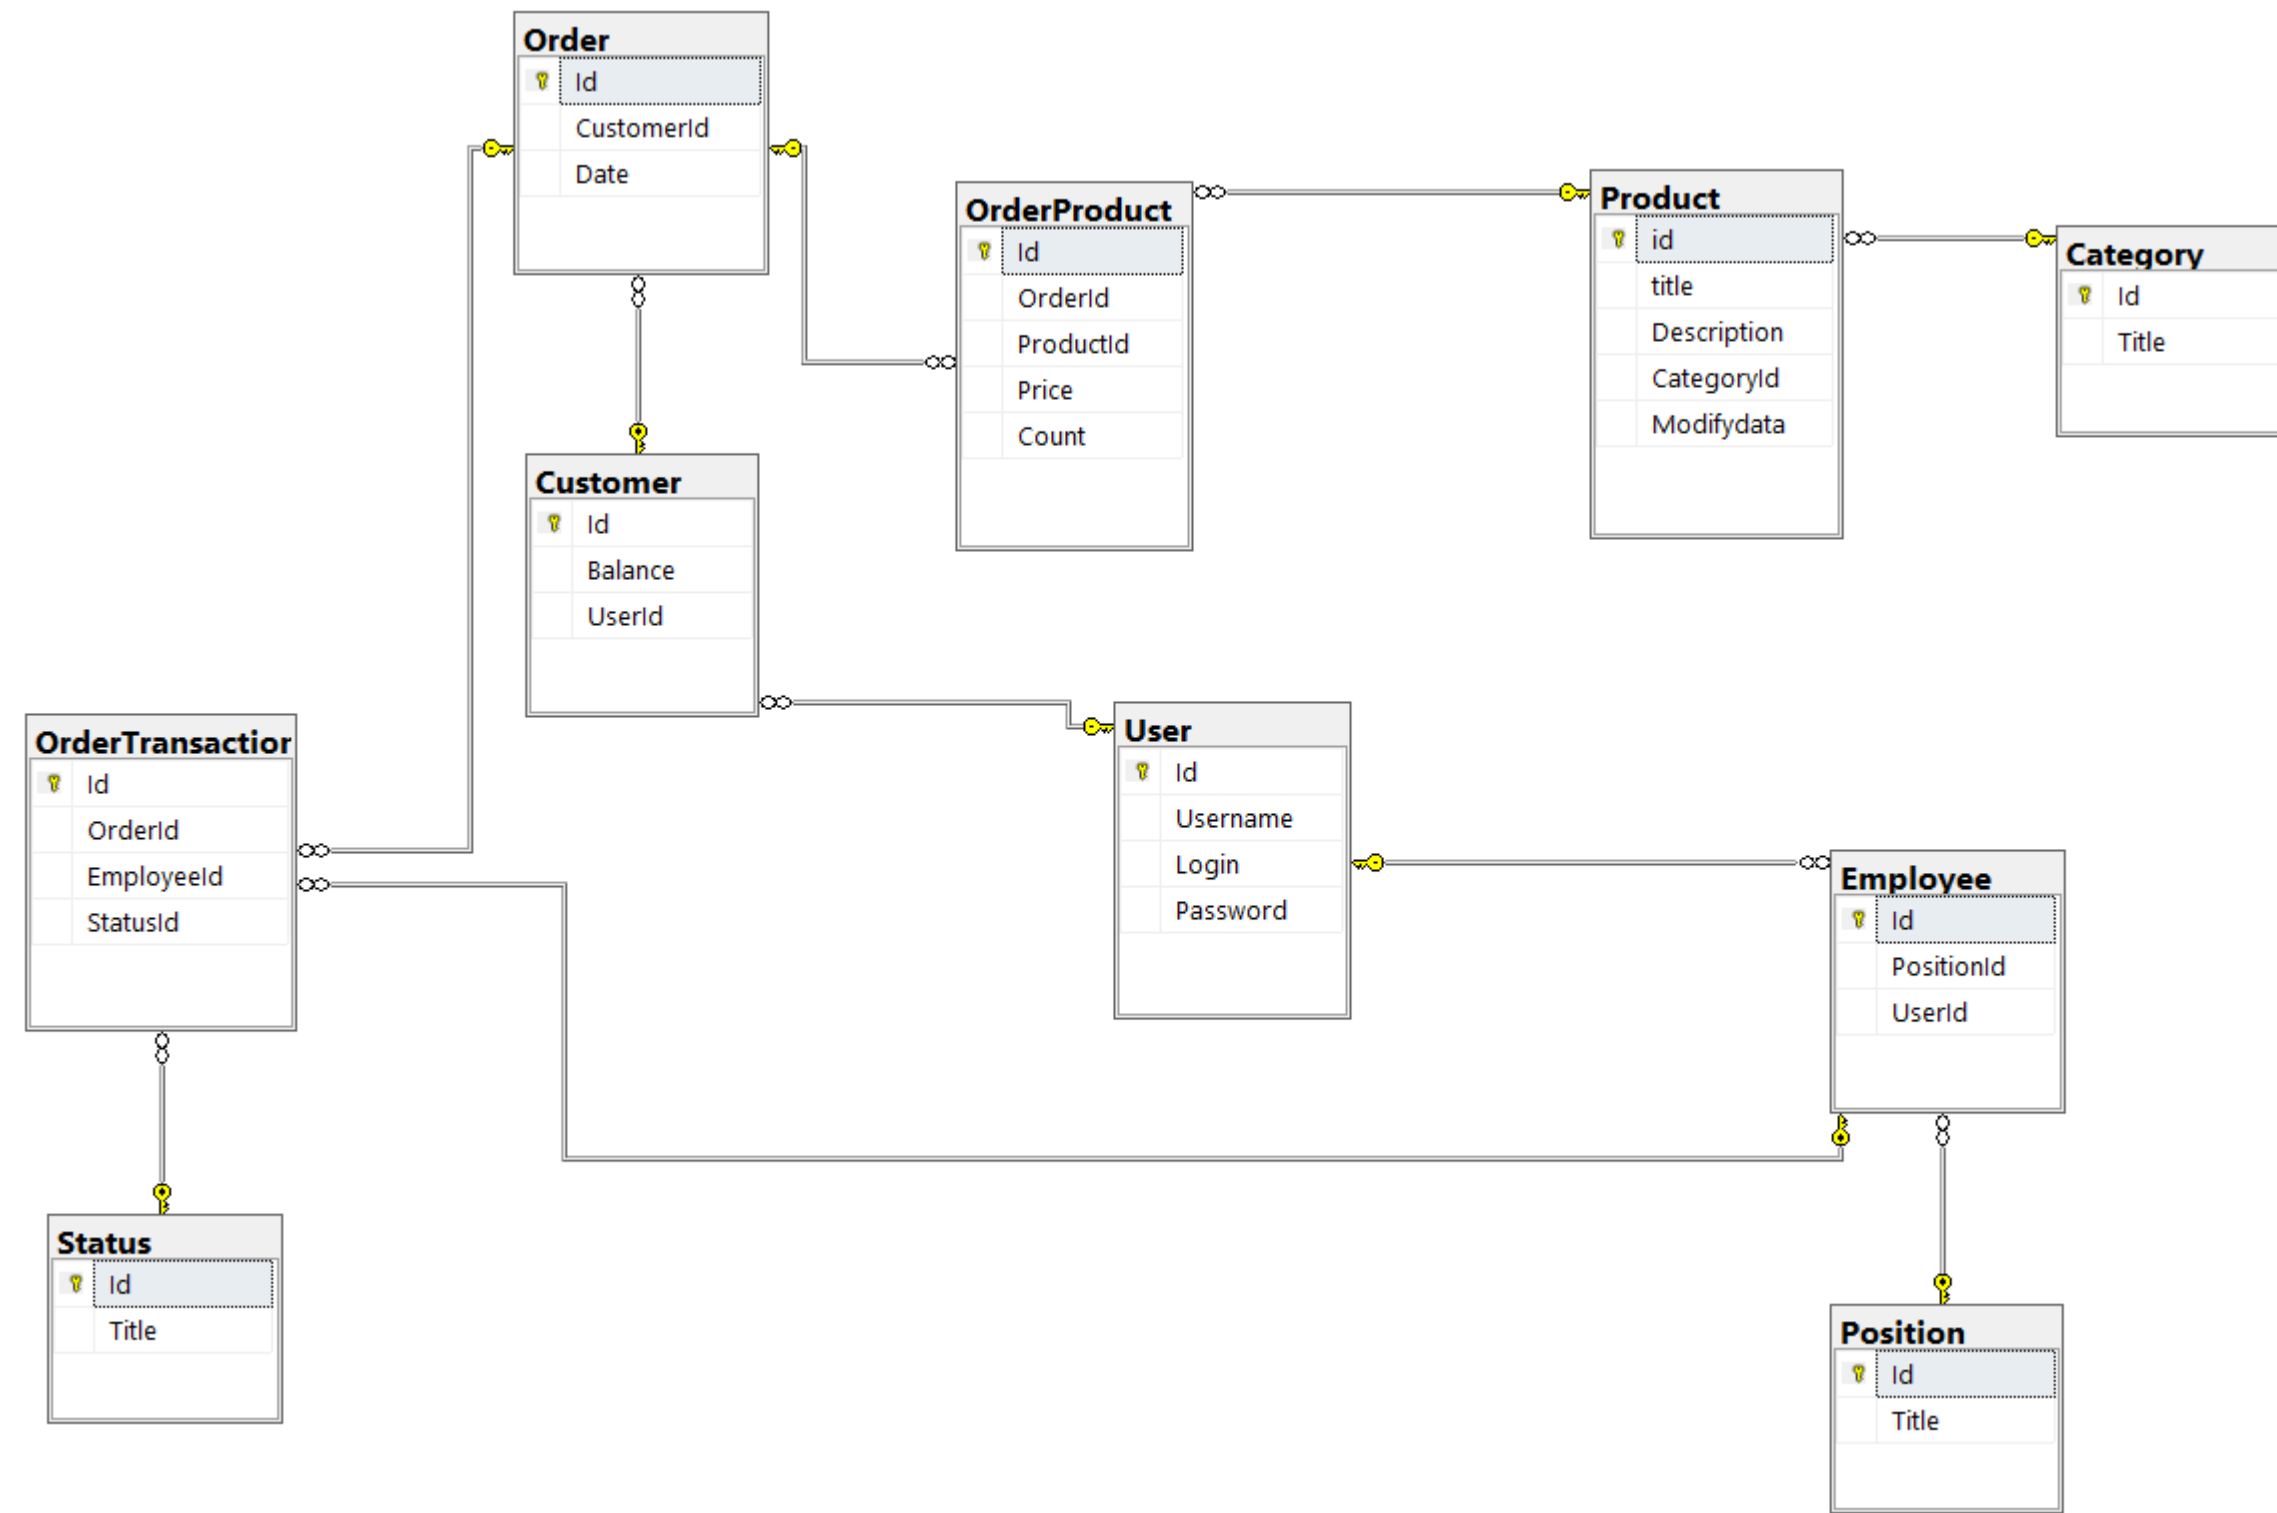 Order
Id
CustomerId
Date
OrderProduct
Id
OrderId
ProductId
Price
Count
Product
id
title
Description
CategoryId
Modifydata
Category
Id
Title
Customer
Id
Balance
UserId
OrderTransaction
Id
OrderId
EmployeeId
StatusId
User
Id
Username
Login
Password
Employee
Id
PositionId
UserId
Status
Id
Title
Position
Id
Title